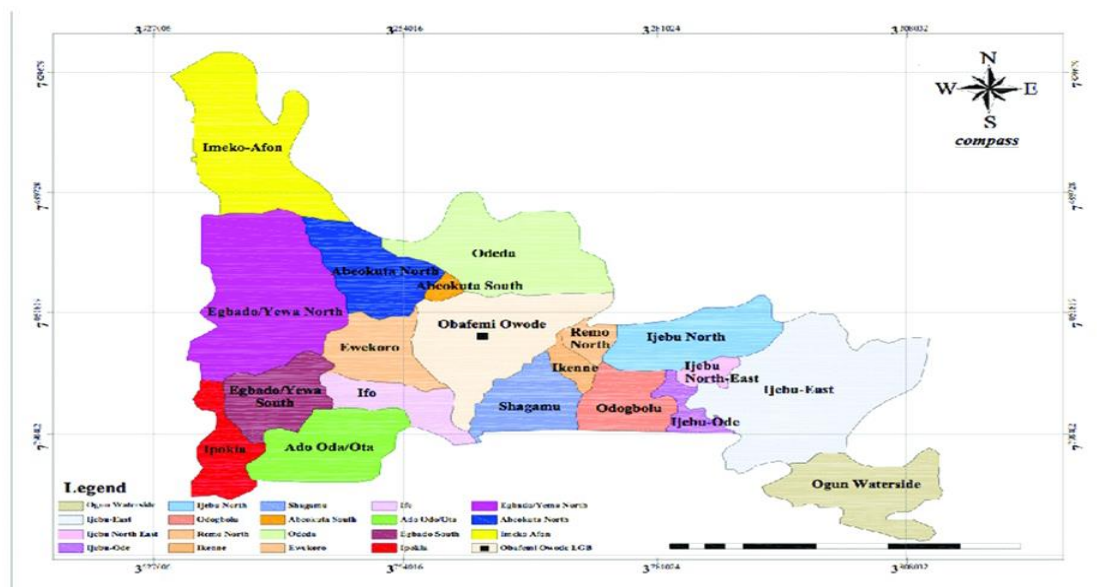 N
W E
S
compass
Imeko-Afon
Odeda
Abeokuta North
Abeokuta South
Egbado/Yewa North
Obafemi Owode
Remo
North
Ijebu North
Ewekoro
Ikenne
Ijebu
North-East
Ijebu-East
Egbado/Yewa
South
Ifo
Shagamu
Odogbolu
Ijebu-Ode
Ipokia
Ado Oda/Ota
Ogun Waterside
Legend
Ogun Waterside
Ijebu North
Shagamu
Ifo
Egbado/Yema North
Ijebu-East
Odogbolu
Abeokuta South
Ado Odo/Ota
Abeokuta North
Ijebu North East
Remo North
Odeda
Egbado South
Imeko Afon
Ijebu-Ode
Ikenne
Ewekoro
Ipokia
Obafemi Owode LGB